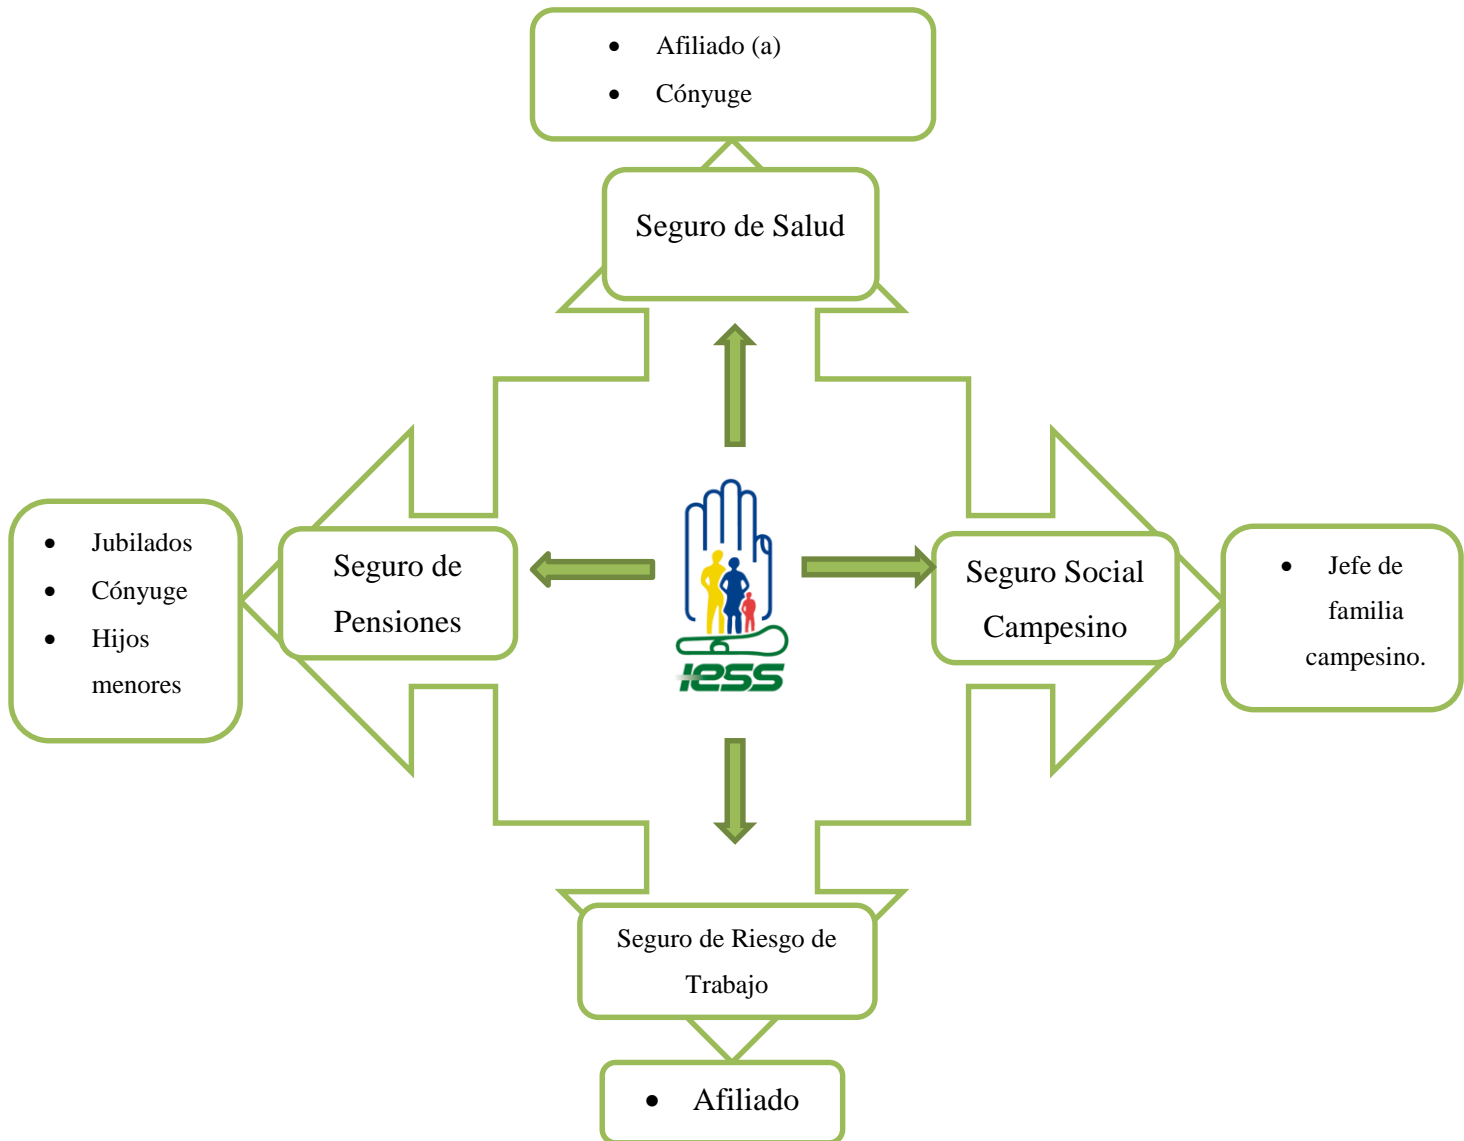 • Afiliado (a)
• Cónyuge
Seguro de Salud
• Jubilados
• Cónyuge
• Hijos
menores
Seguro de
Pensiones
IESS
Seguro Social
Campesino
• Jefe de
familia
campesino.
Seguro de Riesgo de
Trabajo
• Afiliado